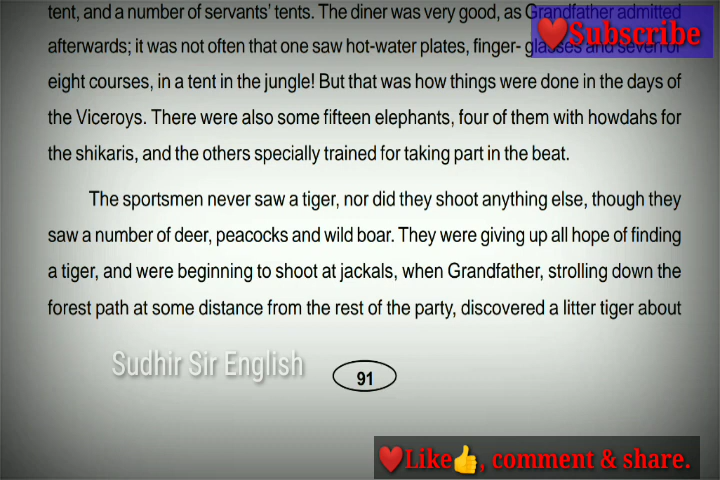 tent, and a number of servants' tents. The diner was very good, as Grandfather admitted
❤️Subscribe
afterwards; it was not often that one saw hot-water plates, finger- glasses and seven or
eight courses, in a tent in the jungle! But that was how things were done in the days of
the Viceroys. There were also some fifteen elephants, four of them with howdahs for
the shikaris, and the others specially trained for taking part in the beat.
The sportsmen never saw a tiger, nor did they shoot anything else, though they
saw a number of deer, peacocks and wild boar. They were giving up all hope of finding
a tiger, and were beginning to shoot at jackals, when Grandfather, strolling down the
forest path at some distance from the rest of the party, discovered a litter tiger about
Sudhir Sir English
91
❤️Like👍, comment & share.